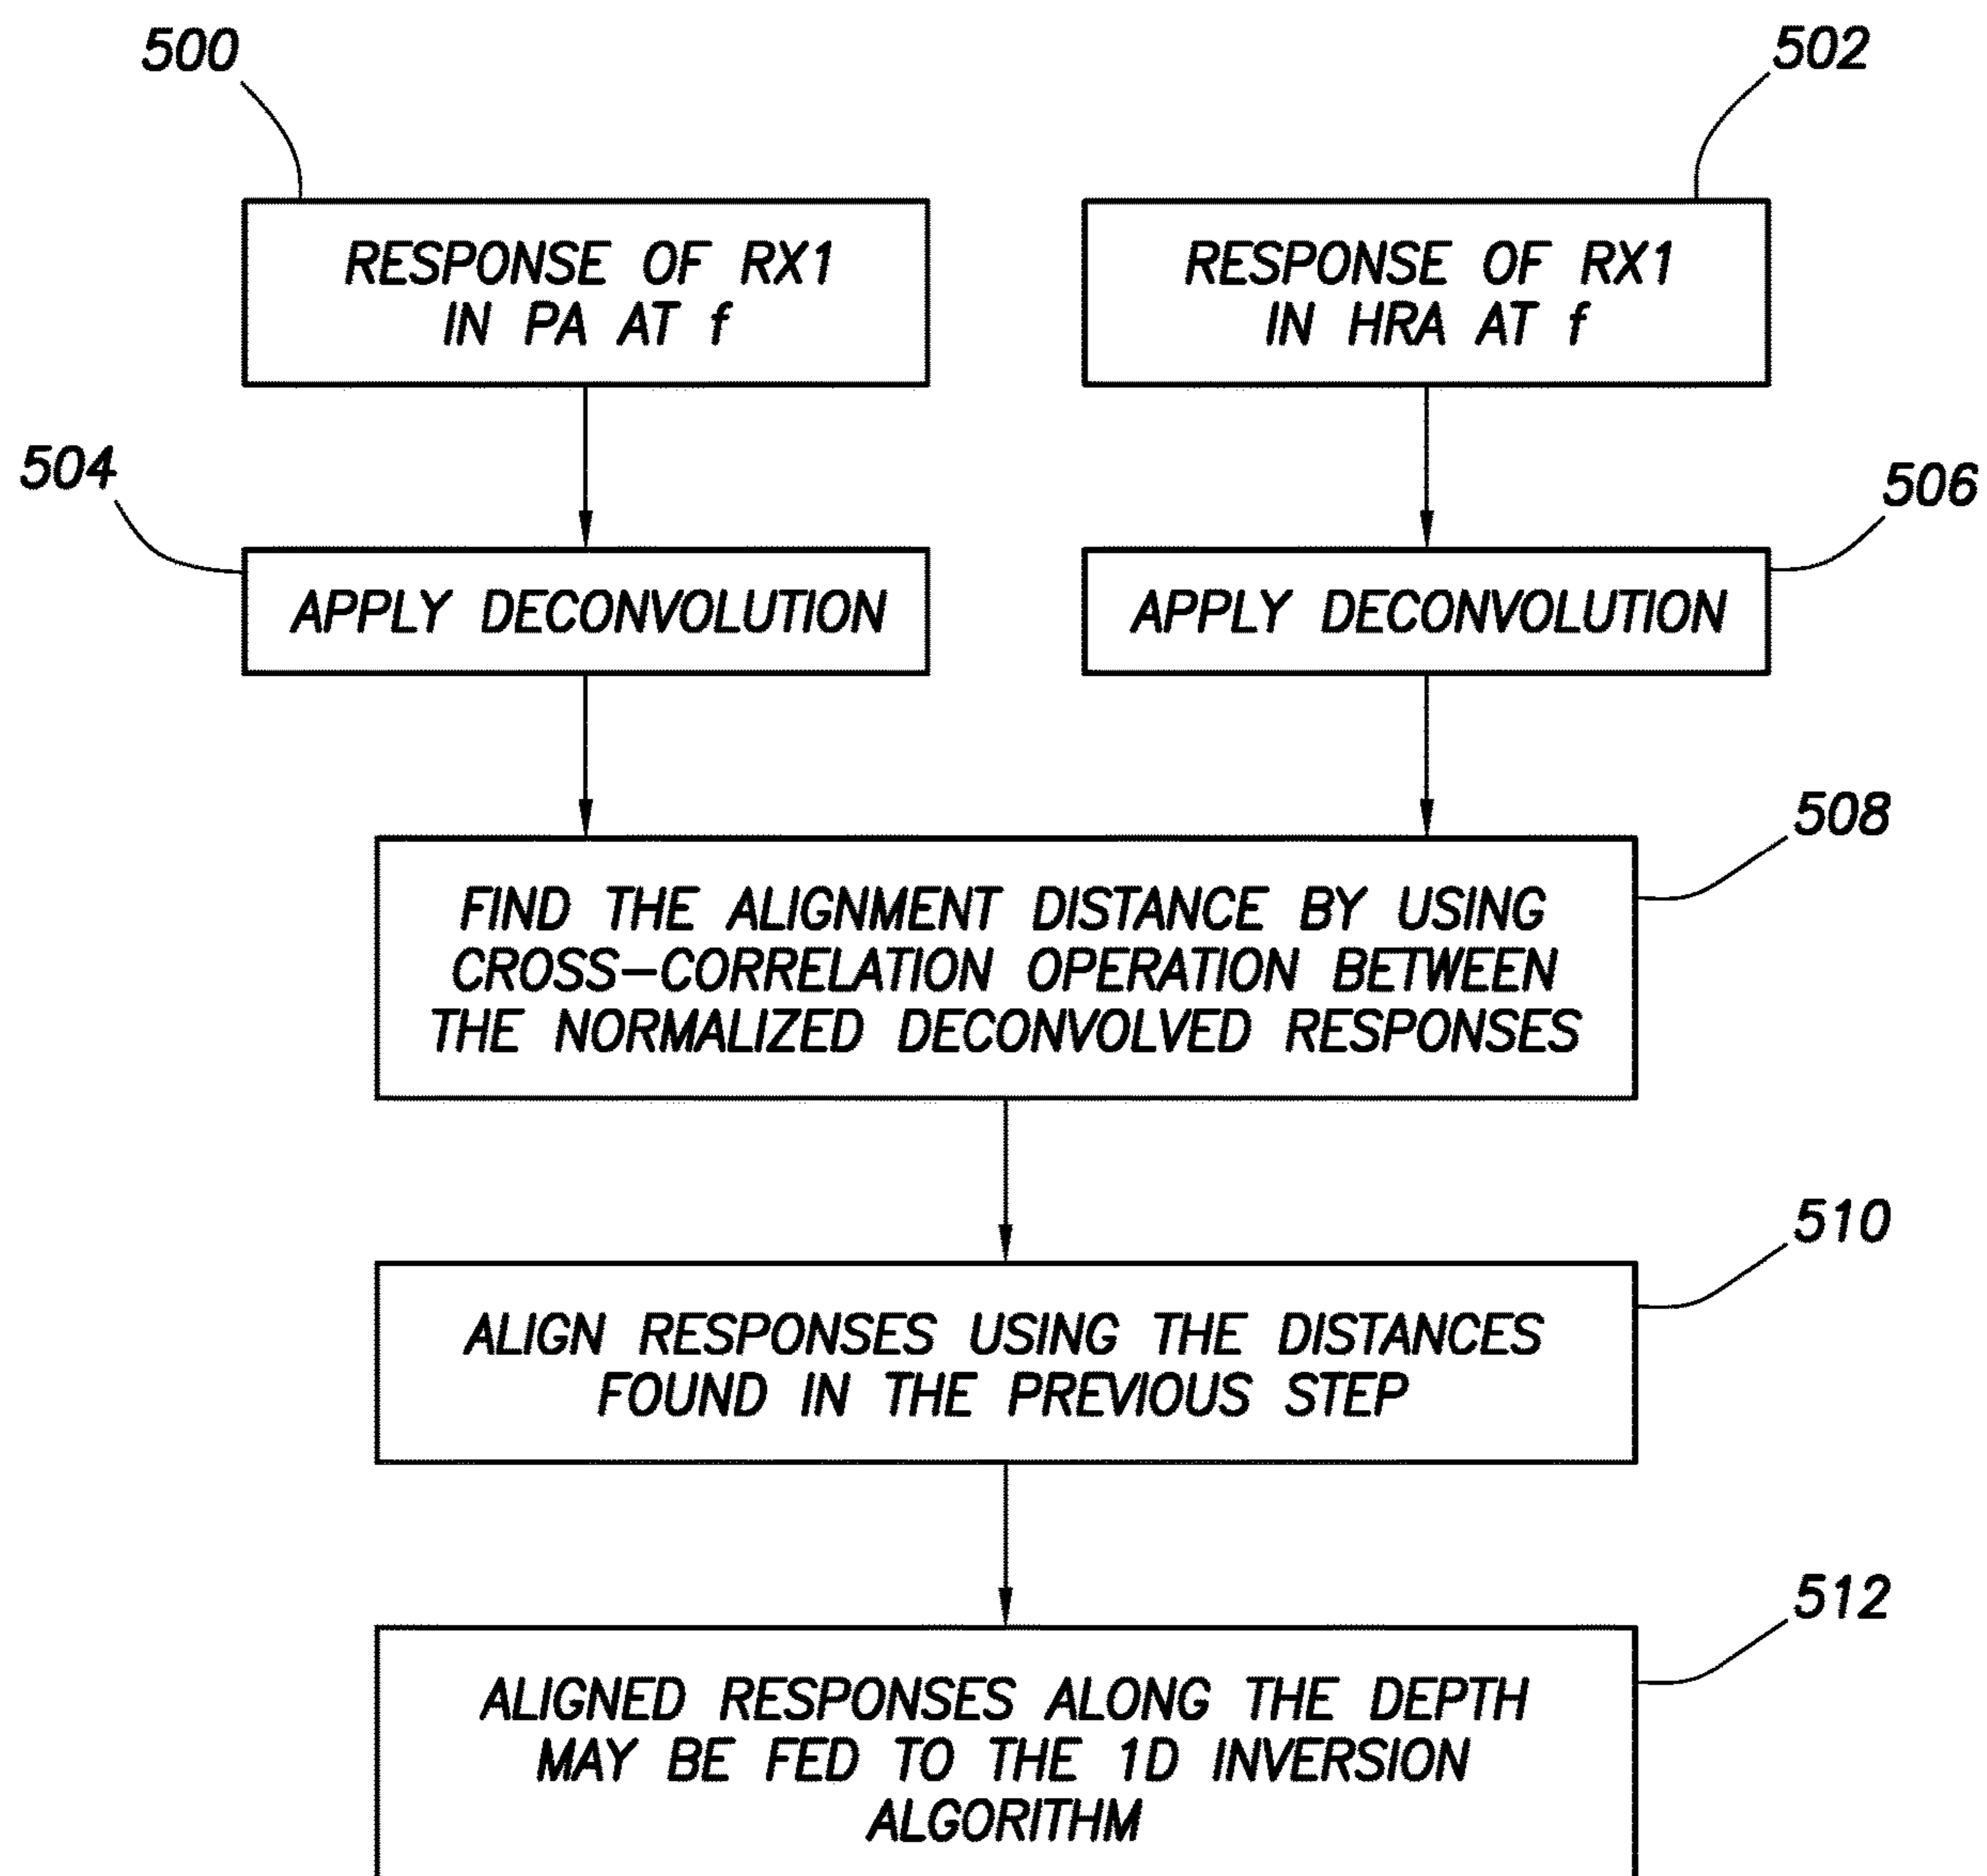 500
502
RESPONSE OF RX1
IN PA AT f
RESPONSE OF RX1
IN HRA AT f
504
506
APPLY DECONVOLUTION
APPLY DECONVOLUTION
508
FIND THE ALIGNMENT DISTANCE BY USING
CROSS-CORRELATION OPERATION BETWEEN
THE NORMALIZED DECONVOLVED RESPONSES
510
ALIGN RESPONSES USING THE DISTANCES
FOUND IN THE PREVIOUS STEP
512
ALIGNED RESPONSES ALONG THE DEPTH
MAY BE FED TO THE 1D INVERSION
ALGORITHM